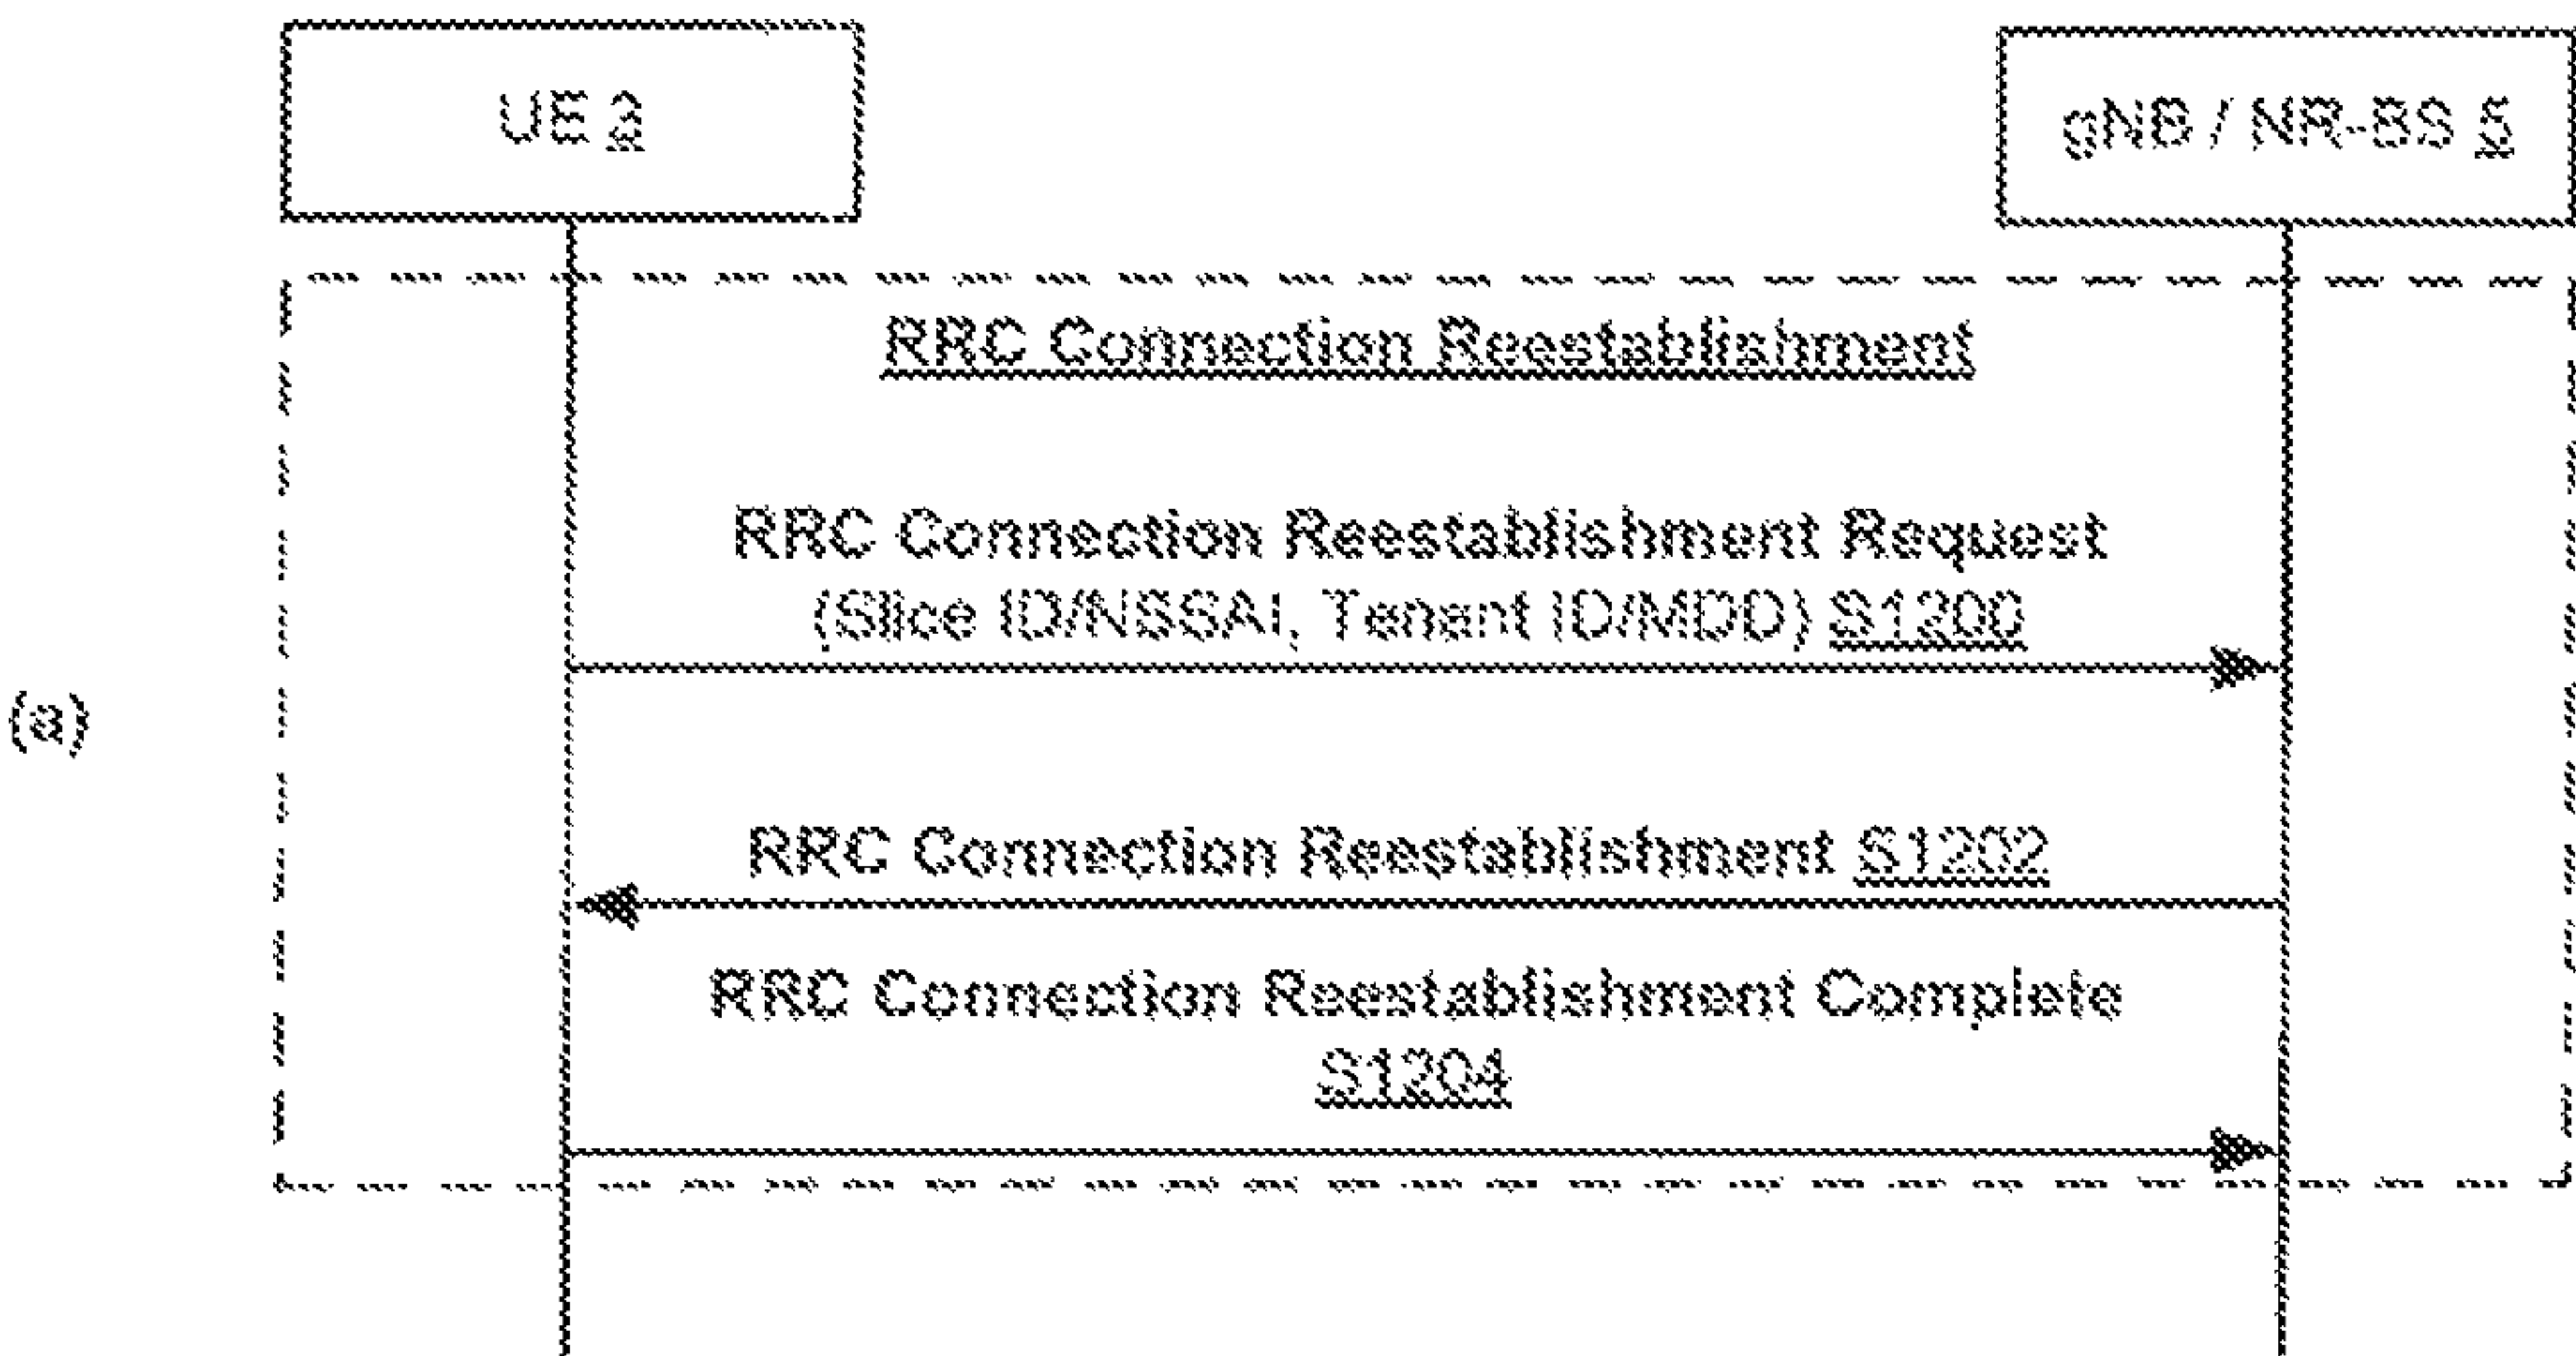 UE 3
gNB / NR-BS 5
RRC Connection Reestablishment
RRC Connection Reestablishment Request
(Slice ID/NSSAI, Tenant ID/MDD) S1200
(a)
RRC Connection Reestablishment S1202
RRC Connection Reestablishment Complete
S1204